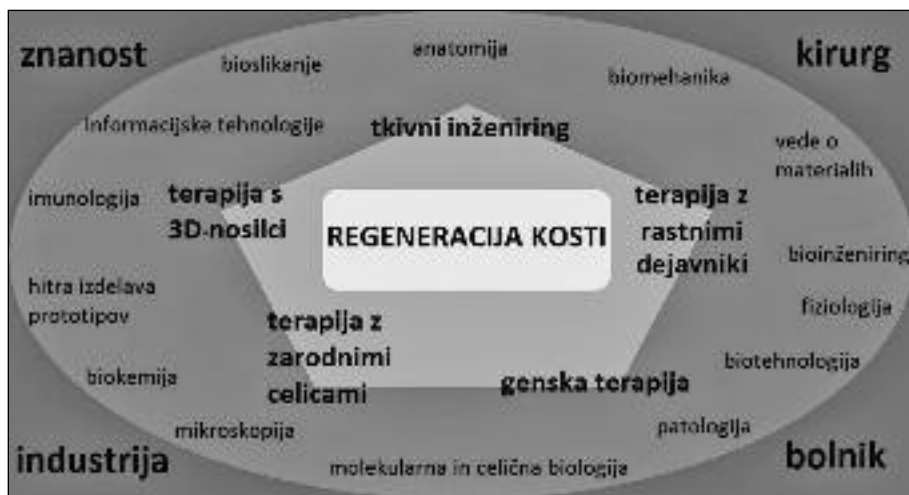 znanost
kirurg
anatomija
bioslikanje
biomehanika
Informacijske tehnologije
tkivni inženiring
vede o
materialih
imunologija
terapija s
3D-nosilci
REGENERACIJA KOSTI
terapija z
rastnimi
dejavniki
bioinženiring
hitra izdelava
prototipov
fiziologija
terapija z
zarodnimi
celicami
biokemija
genska terapija
biotehnologija
mikroskopija
patologija
industrija
molekularna in celična biologija
bolnik